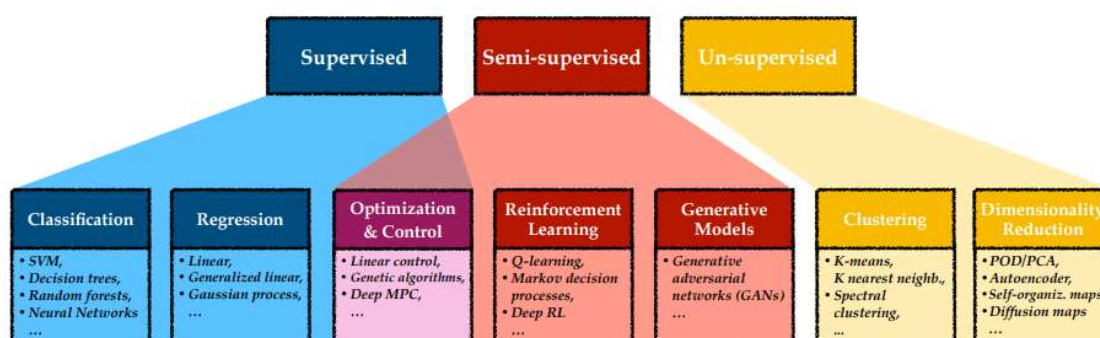 Supervised
Semi-supervised
Un-supervised
Classification
• SVM,
• Decision trees,
• Random forests,
• Neural Networks
...
Regression
• Linear,
• Generalized linear,
• Gaussian process,
...
Optimization
& Control
• Linear control,
• Genetic algorithms,
• Deep MPC,
...
Reinforcement
Learning
• Q-learning,
• Markov decision
processes,
• Deep RL
...
Generative
Models
• Generative
adversarial
networks (GANs)
...
Clustering
• K-means,
K nearest neighb.,
• Spectral
clustering,
...
Dimensionality
Reduction
• POD/PCA,
• Autoencoder,
• Self-organiz. maps
• Diffusion maps
...